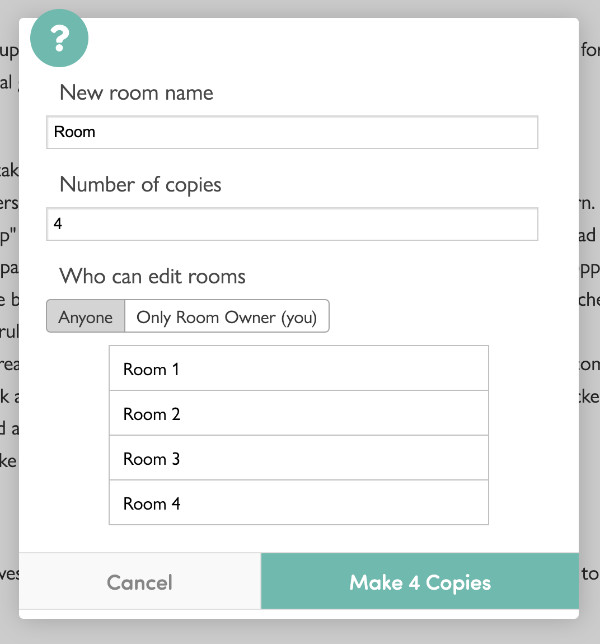 ?
New room name
Room
Number of copies
4
Who can edit rooms
Anyone Only Room Owner (you)
Room 1
Room 2
Room 3
Room 4
Cancel Make 4 Copies